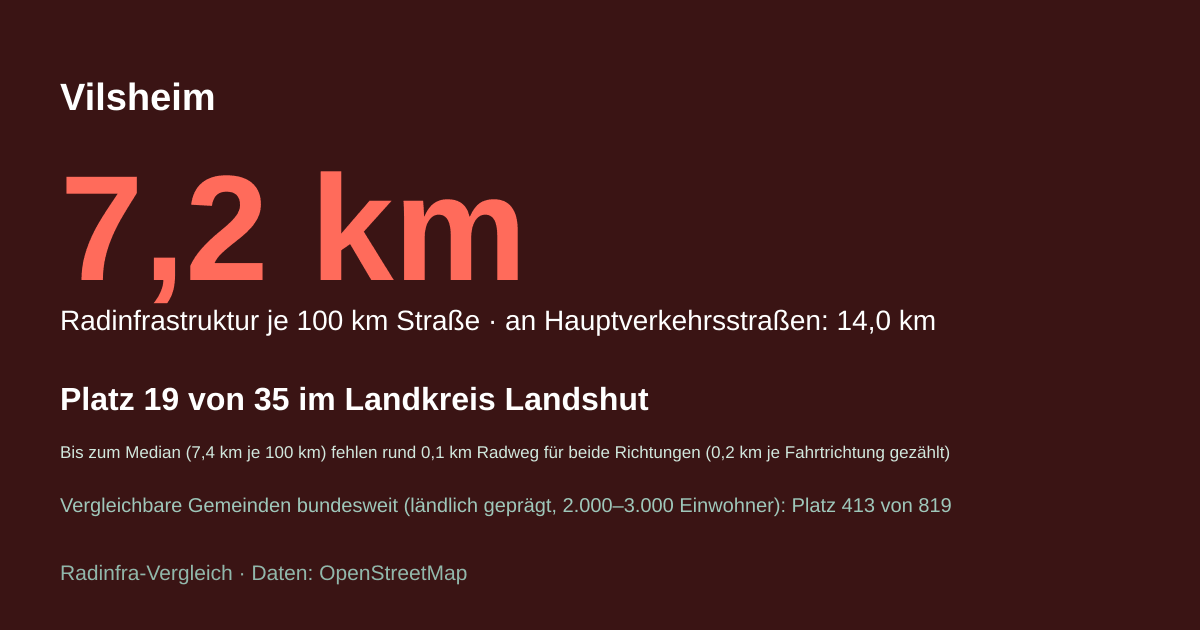 Vilsheim
7,2 km
Radinfrastruktur je 100 km Straße · an Hauptverkehrsstraßen: 14,0 km
Platz 19 von 35 im Landkreis Landshut
Bis zum Median (7,4 km je 100 km) fehlen rund 0,1 km Radweg für beide Richtungen (0,2 km je Fahrtrichtung gezählt)
Vergleichbare Gemeinden bundesweit (ländlich geprägt, 2.000–3.000 Einwohner): Platz 413 von 819
Radinfra-Vergleich · Daten: OpenStreetMap